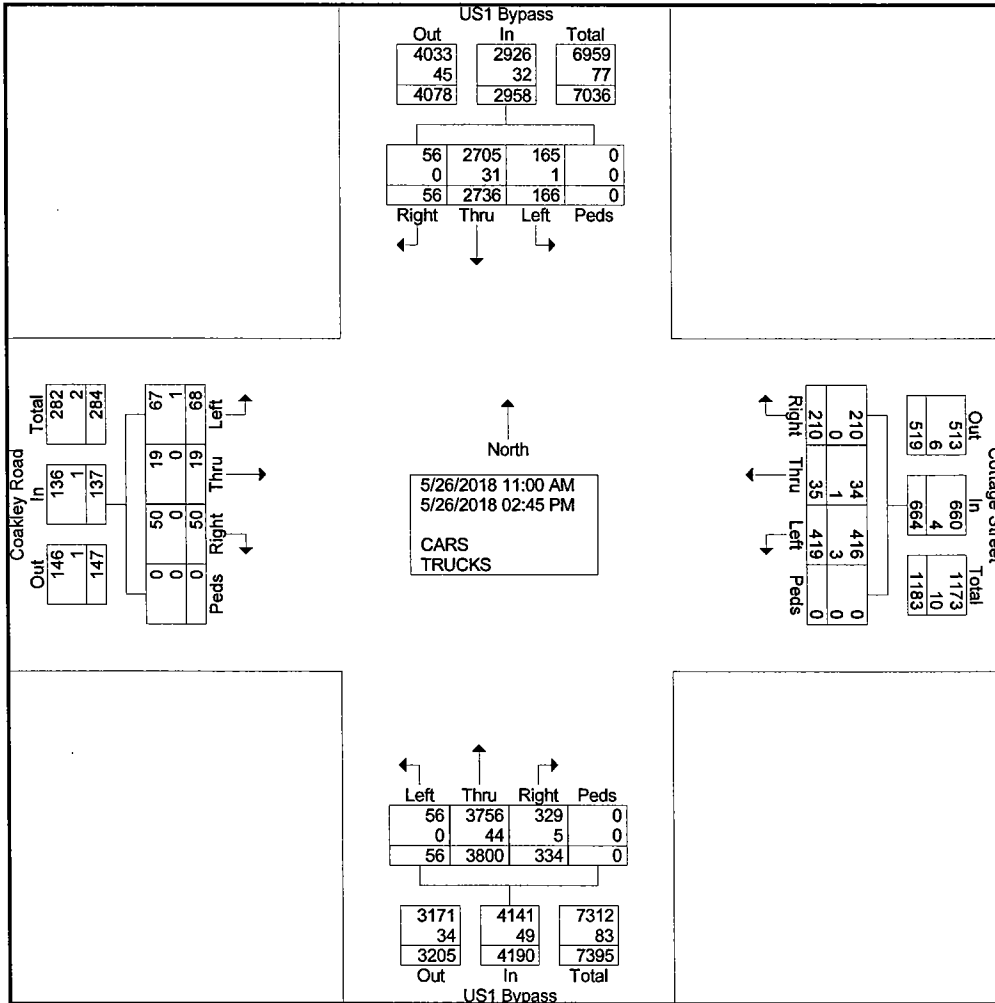 US1 Bypass
Out In Total
4033 2926 6959
45 32 77
4078 2958 7036
56 2705 165 0
0 31 1 0
56 2736 166 0
Right Thru Left Peds
Coakley Road
Total In Out
282 136 146
2 1 1
284 137 147
Left Thru Right Peds
67 19 50 0
1 0 0 0
68 19 50 0
North
5/26/2018 11:00 AM
5/26/2018 02:45 PM
CARS
TRUCKS
Right Thru Left Peds
210 34 416 0
0 1 3 0
210 35 419 0
Out In Total
513 660 1173
6 4 10
519 664 1183
Street
Left Thru Right Peds
56 3756 329 0
0 44 5 0
56 3800 334 0
3171 4141 7312
34 49 83
3205 4190 7395
Out In Total
US1 Bypass